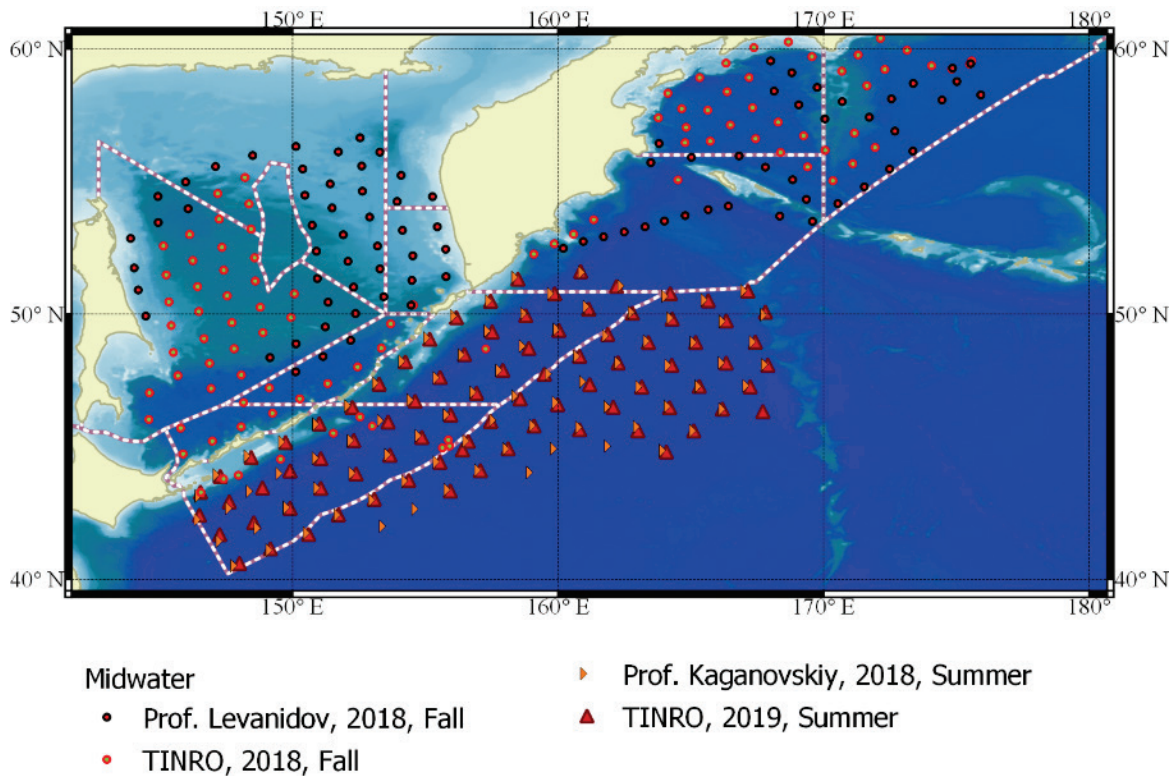 150° E 160° E 170° E 180°
60° N 60° N
50° N 50° N
40° N 40° N
150° E 160° E 170° E 180°
Midwater
Prof. Levanidov, 2018, Fall
TINRO, 2018, Fall
Prof. Kaganovskiy, 2018, Summer
TINRO, 2019, Summer